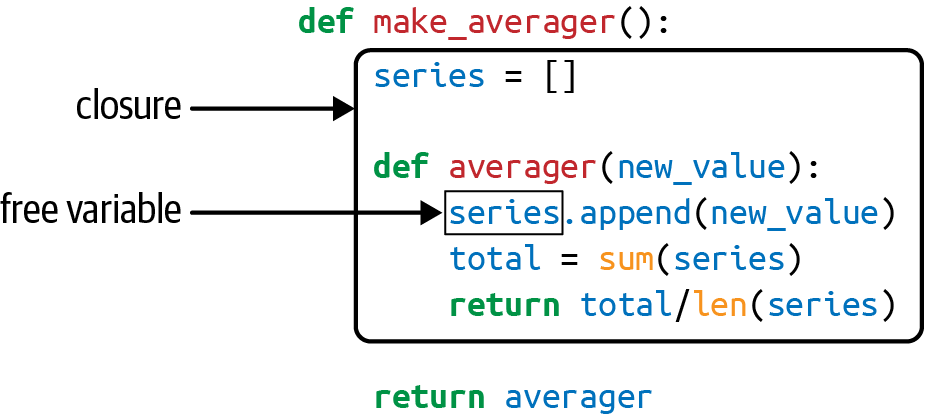 def make_averager():
series = []
closure
def averager(new_value):
free variable
series.append(new_value)
total = sum(series)
return total/len(series)
return averager